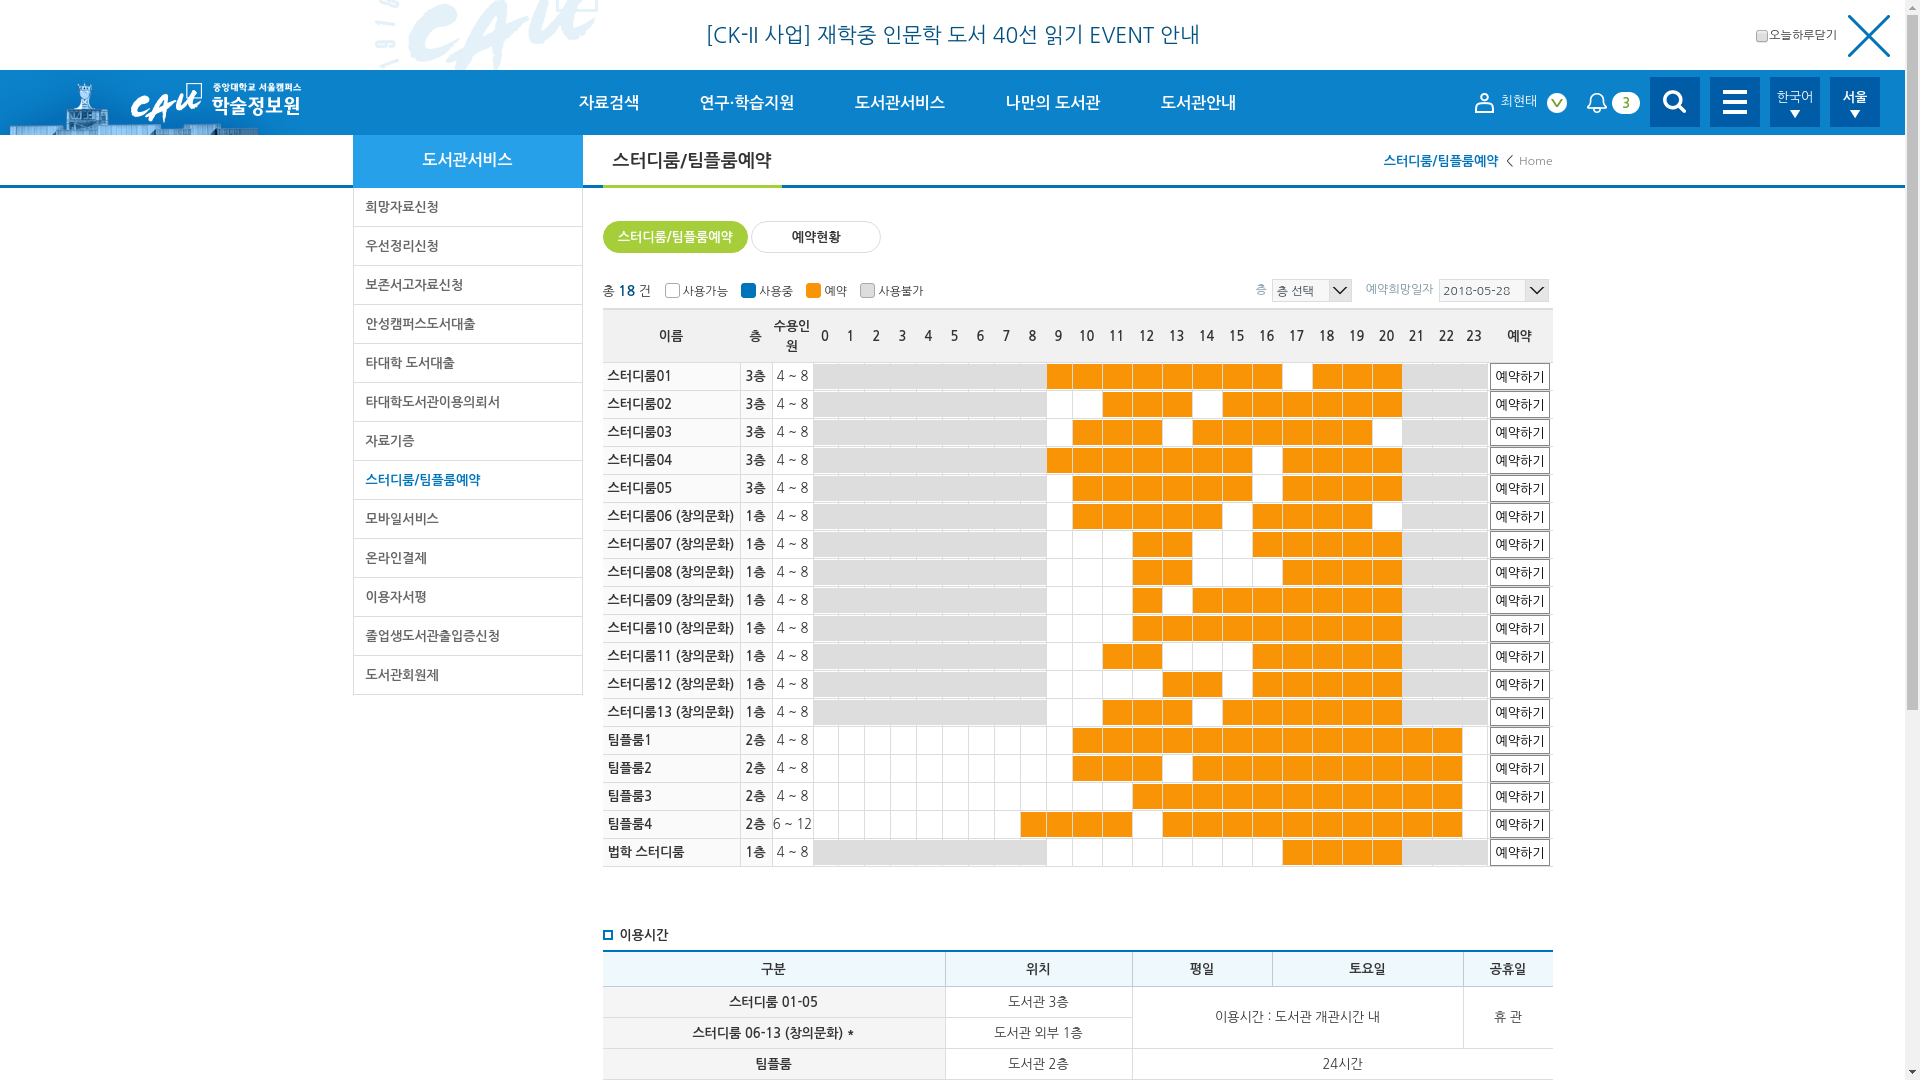 [CK-II 사업] 재학중 인문학 도서 40선 읽기 EVENT 안내
오늘하루닫기
CAU 중앙대학교 서울캠퍼스 학술정보원
자료검색 연구·학습지원 도서관서비스 나만의 도서관 도서관안내
최현태 3 한국어 서울
도서관서비스
스터디룸/팀플룸예약
스터디룸/팀플룸예약 < Home
희망자료신청
우선정리신청
보존서고자료신청
안성캠퍼스도서대출
타대학 도서대출
타대학도서관이용의뢰서
자료기증
스터디룸/팀플룸예약
모바일서비스
온라인결제
이용자서평
졸업생도서관출입증신청
도서관회원제
스터디룸/팀플룸예약 예약현황
총 18 건 사용가능 사용중 예약 사용불가 층 층 선택 예약희망일자 2018-05-28
이름 층 수용인원 0 1 2 3 4 5 6 7 8 9 10 11 12 13 14 15 16 17 18 19 20 21 22 23 예약
스터디룸01 3층 4 ~ 8 예약하기
스터디룸02 3층 4 ~ 8 예약하기
스터디룸03 3층 4 ~ 8 예약하기
스터디룸04 3층 4 ~ 8 예약하기
스터디룸05 3층 4 ~ 8 예약하기
스터디룸06 (창의문화) 1층 4 ~ 8 예약하기
스터디룸07 (창의문화) 1층 4 ~ 8 예약하기
스터디룸08 (창의문화) 1층 4 ~ 8 예약하기
스터디룸09 (창의문화) 1층 4 ~ 8 예약하기
스터디룸10 (창의문화) 1층 4 ~ 8 예약하기
스터디룸11 (창의문화) 1층 4 ~ 8 예약하기
스터디룸12 (창의문화) 1층 4 ~ 8 예약하기
스터디룸13 (창의문화) 1층 4 ~ 8 예약하기
팀플룸1 2층 4 ~ 8 예약하기
팀플룸2 2층 4 ~ 8 예약하기
팀플룸3 2층 4 ~ 8 예약하기
팀플룸4 2층 6 ~ 12 예약하기
법학 스터디룸 1층 4 ~ 8 예약하기
이용시간
구분 위치 평일 토요일 공휴일
스터디룸 01-05 도서관 3층 이용시간 : 도서관 개관시간 내 휴 관
스터디룸 06-13 (창의문화) * 도서관 외부 1층
팀플룸 도서관 2층 24시간